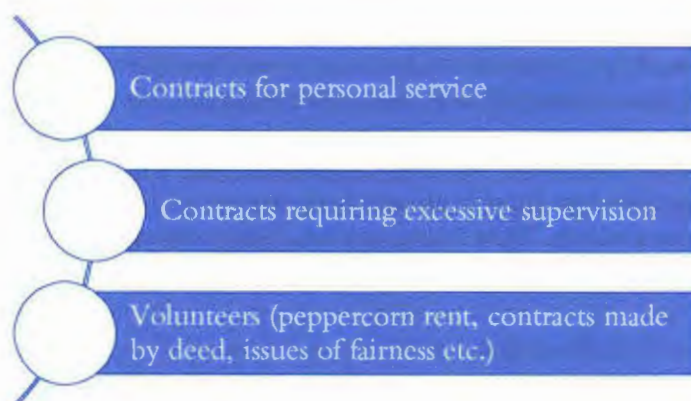 Contracts for personal service
Contracts requiring excessive supervision
Volunteers (peppercorn rent, contracts made
by deed, issues of fairness etc.)